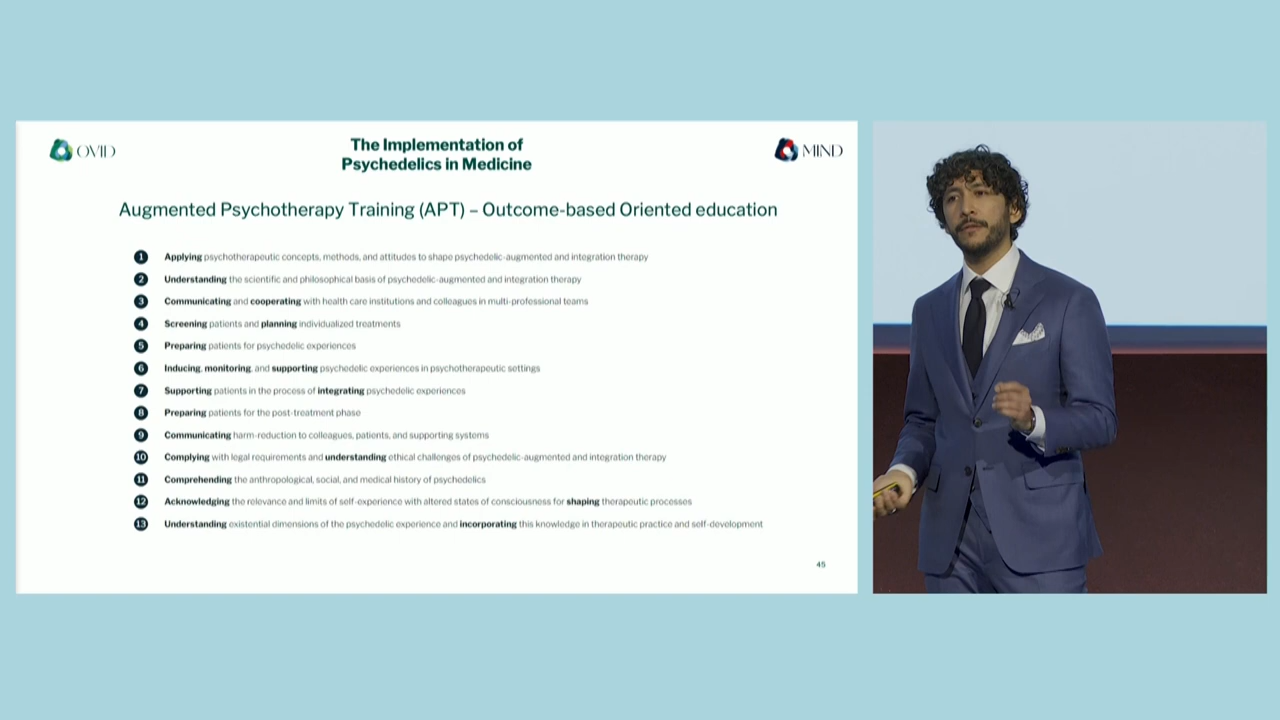 OVID
The Implementation of
Psychedelics in Medicine
MIND
Augmented Psychotherapy Training (APT) – Outcome-based Oriented education
1 Applying psychotherapeutic concepts, methods, and attitudes to shape psychedelic-augmented and integration therapy
2 Understanding the scientific and philosophical basis of psychedelic-augmented and integration therapy
3 Communicating and cooperating with health care institutions and colleagues in multi-professional teams
4 Screening patients and planning individualized treatments
5 Preparing patients for psychedelic experiences
6 Inducing, monitoring, and supporting psychedelic experiences in psychotherapeutic settings
7 Supporting patients in the process of integrating psychedelic experiences
8 Preparing patients for the post-treatment phase
9 Communicating harm-reduction to colleagues, patients, and supporting systems
10 Complying with legal requirements and understanding ethical challenges of psychedelic-augmented and integration therapy
11 Comprehending the anthropological, social, and medical history of psychedelics
12 Acknowledging the relevance and limits of self-experience with altered states of consciousness for shaping therapeutic processes
13 Understanding existential dimensions of the psychedelic experience and incorporating this knowledge in therapeutic practice and self-development
45